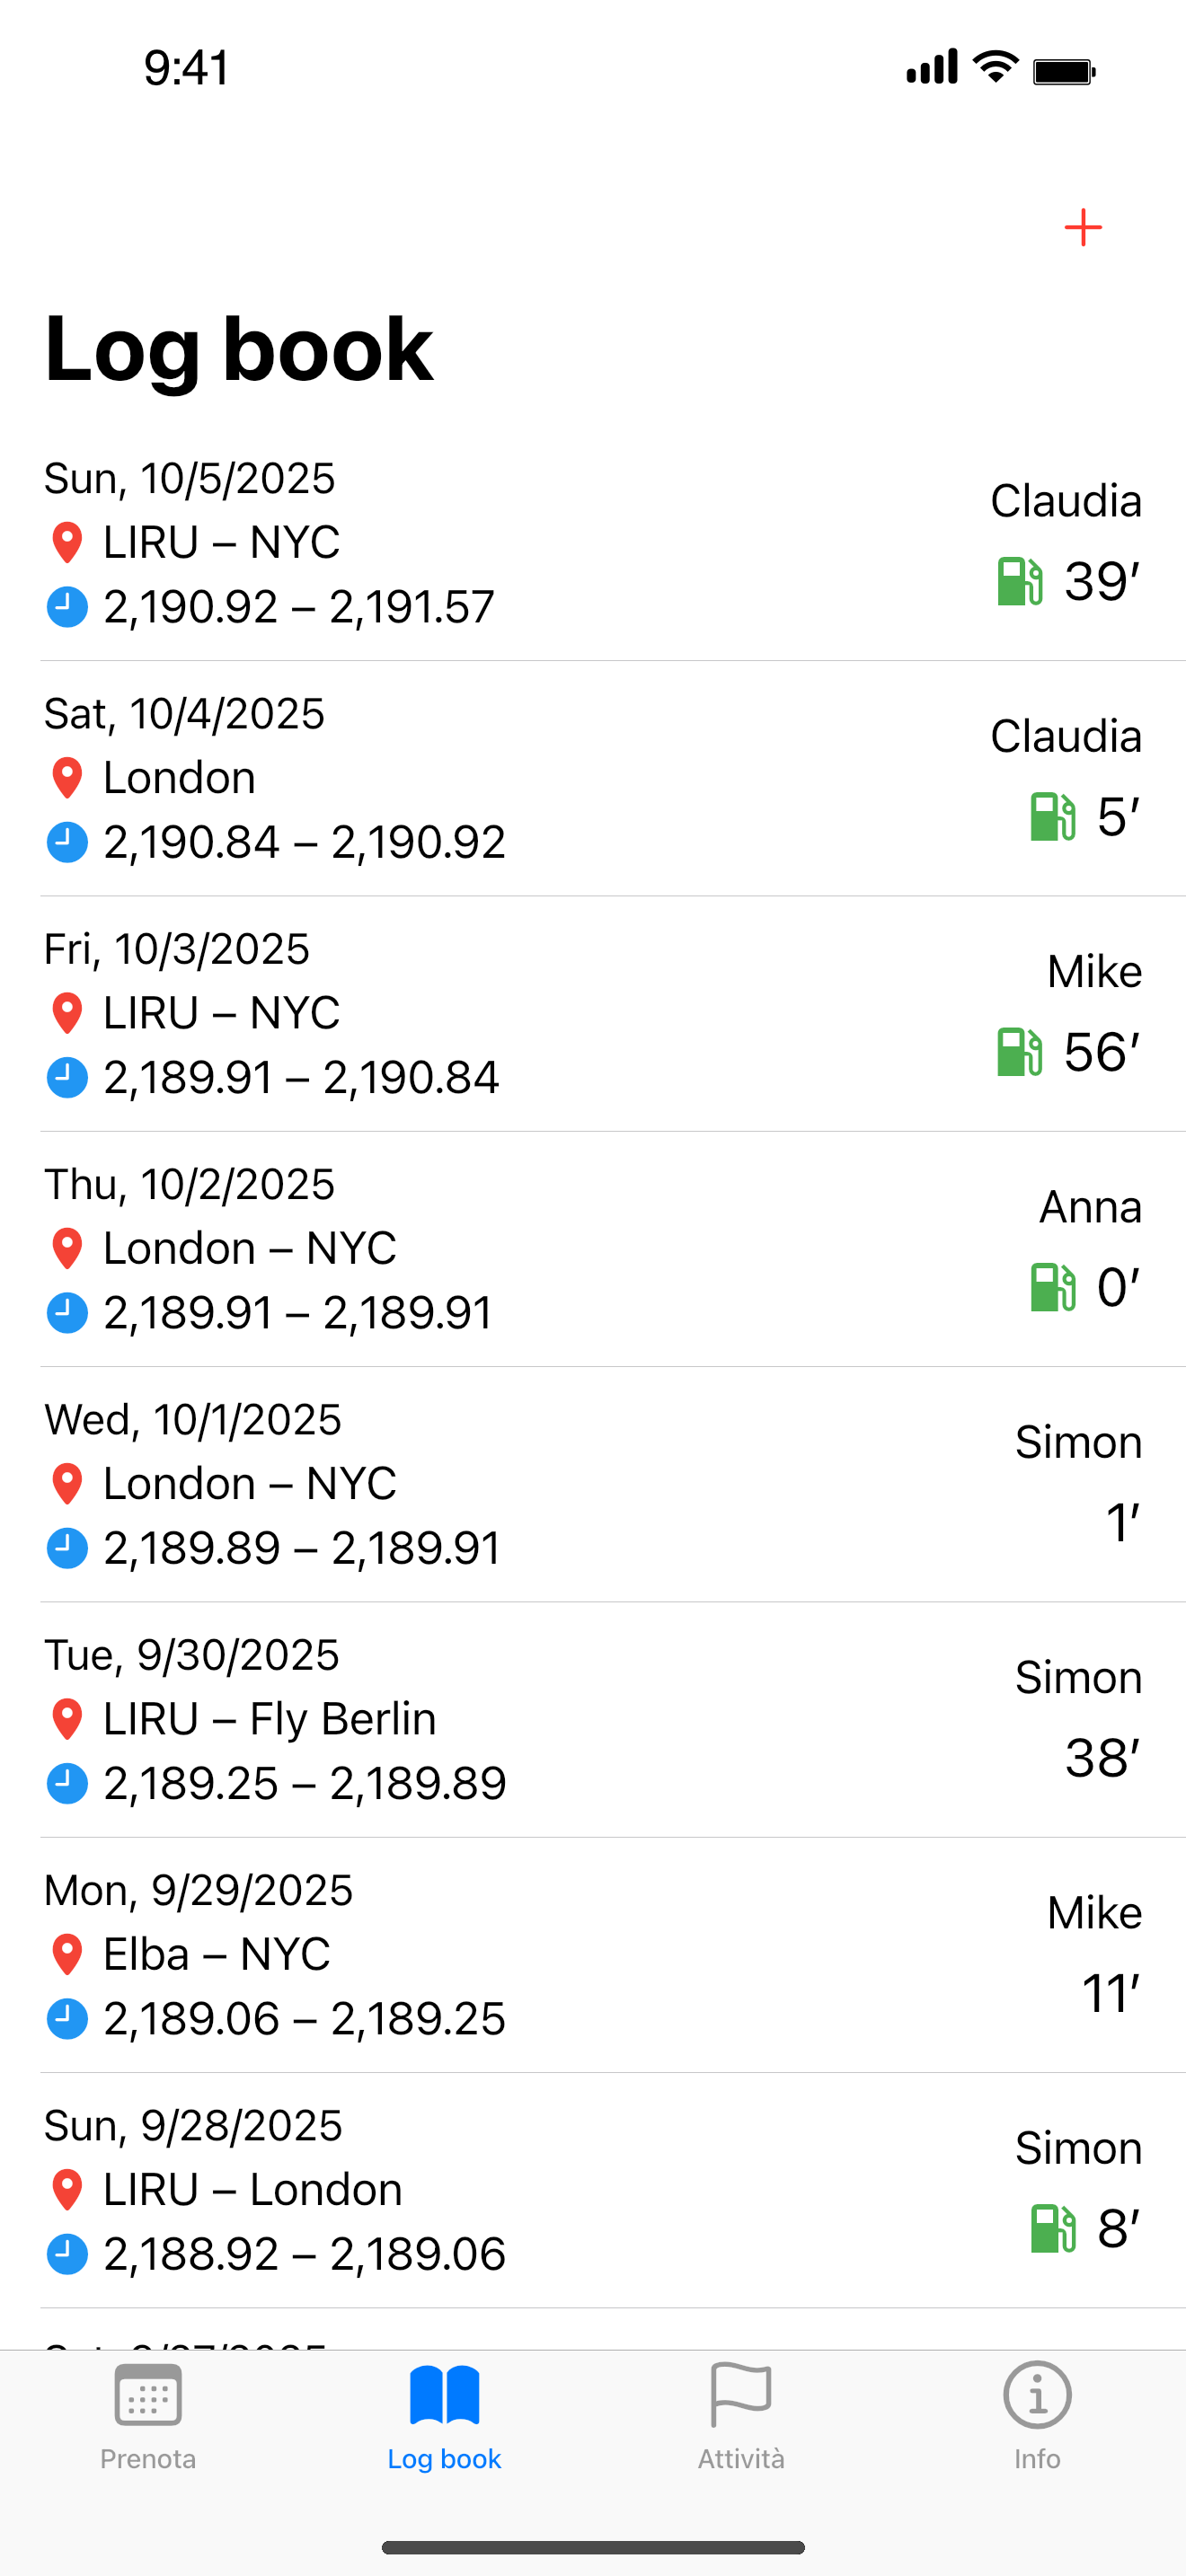 9:41
Log book
Sun, 10/5/2025
LIRU – NYC
2,190.92 – 2,191.57
Claudia
39′
Sat, 10/4/2025
London
2,190.84 – 2,190.92
Claudia
5′
Fri, 10/3/2025
LIRU – NYC
2,189.91 – 2,190.84
Mike
56′
Thu, 10/2/2025
London – NYC
2,189.91 – 2,189.91
Anna
0′
Wed, 10/1/2025
London – NYC
2,189.89 – 2,189.91
Simon
1′
Tue, 9/30/2025
LIRU – Fly Berlin
2,189.25 – 2,189.89
Simon
38′
Mon, 9/29/2025
Elba – NYC
2,189.06 – 2,189.25
Mike
11′
Sun, 9/28/2025
LIRU – London
2,188.92 – 2,189.06
Simon
8′
Prenota
Log book
Attività
Info